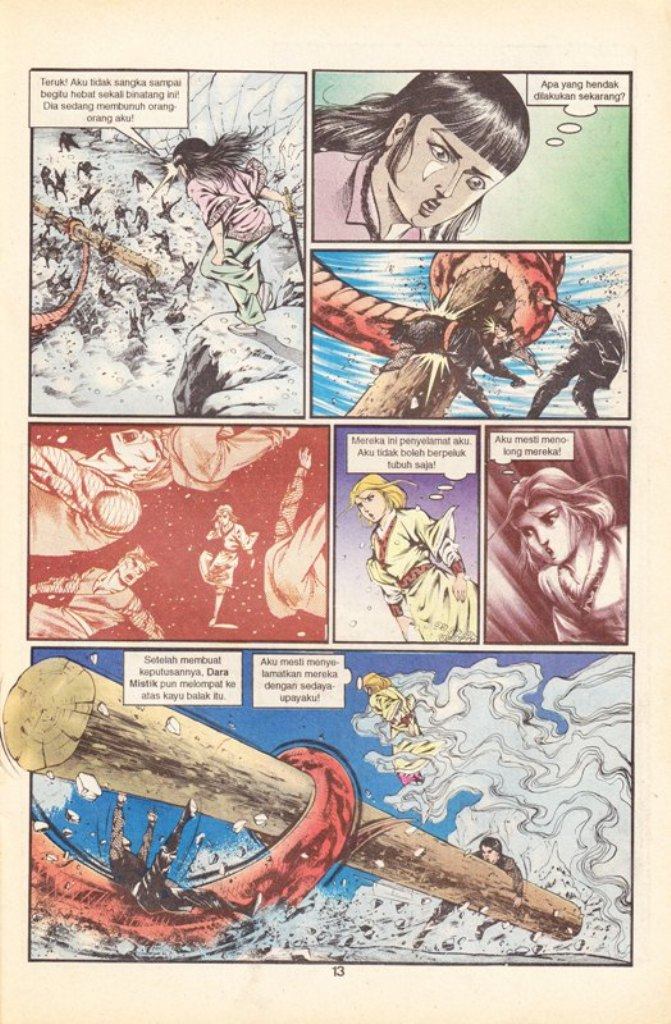 Teruk! Aku tidak sangka sampai
begitu hebat sekali binatang ini!
Dia sedang membunuh orang-
orang aku!
Apa yang hendak
dilakukan sekarang?
Mereka ini penyelamat aku.
Aku tidak boleh berpeluk
tubuh saja!
Aku mesti meno-
long mereka!
Setelah membuat
keputusannya, Dara
Mistik pun melompat ke
atas kayu balak itu.
Aku mesti menye-
lamatkan mereka
dengan sedaya-
upayaku!
13